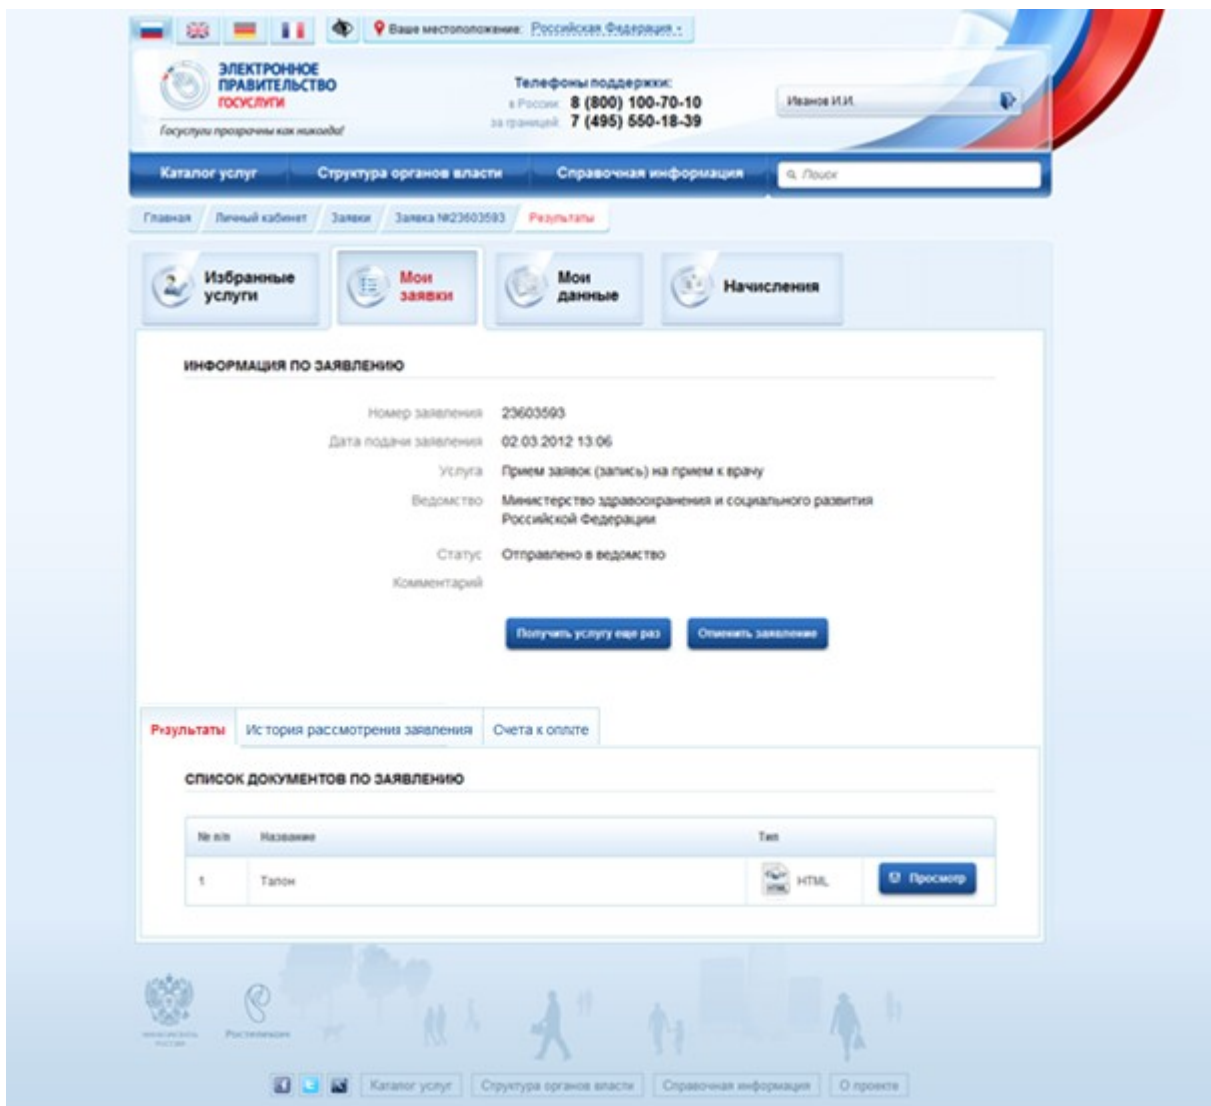 Ваше местоположение: Российская Федерация
ЭЛЕКТРОННОЕ
ПРАВИТЕЛЬСТВО
ГОСУСЛУГИ
Госуслуги прозрачны как никогда!
Телефоны поддержки:
в России: 8 (800) 100-70-10
за границей: 7 (495) 550-18-39
Иванов И.И.
Каталог услуг Структура органов власти Справочная информация Поиск
Главная Личный кабинет Заявки Заявка №23603593 Результаты
Избранные услуги
Мои заявки
Мои данные
Начисления
ИНФОРМАЦИЯ ПО ЗАЯВЛЕНИЮ
Номер заявления 23603593
Дата подачи заявления 02.03.2012 13:06
Услуга Прием заявок (запись) на прием к врачу
Ведомство Министерство здравоохранения и социального развития
Российской Федерации
Статус Отправлено в ведомство
Комментарий
Получить услугу еще раз Отменить заявление
Результаты История рассмотрения заявления Счета к оплате
СПИСОК ДОКУМЕНТОВ ПО ЗАЯВЛЕНИЮ
№ п/п Название Тип
1 Талон HTML Просмотр
Ростелеком
Каталог услуг Структура органов власти Справочная информация О проекте